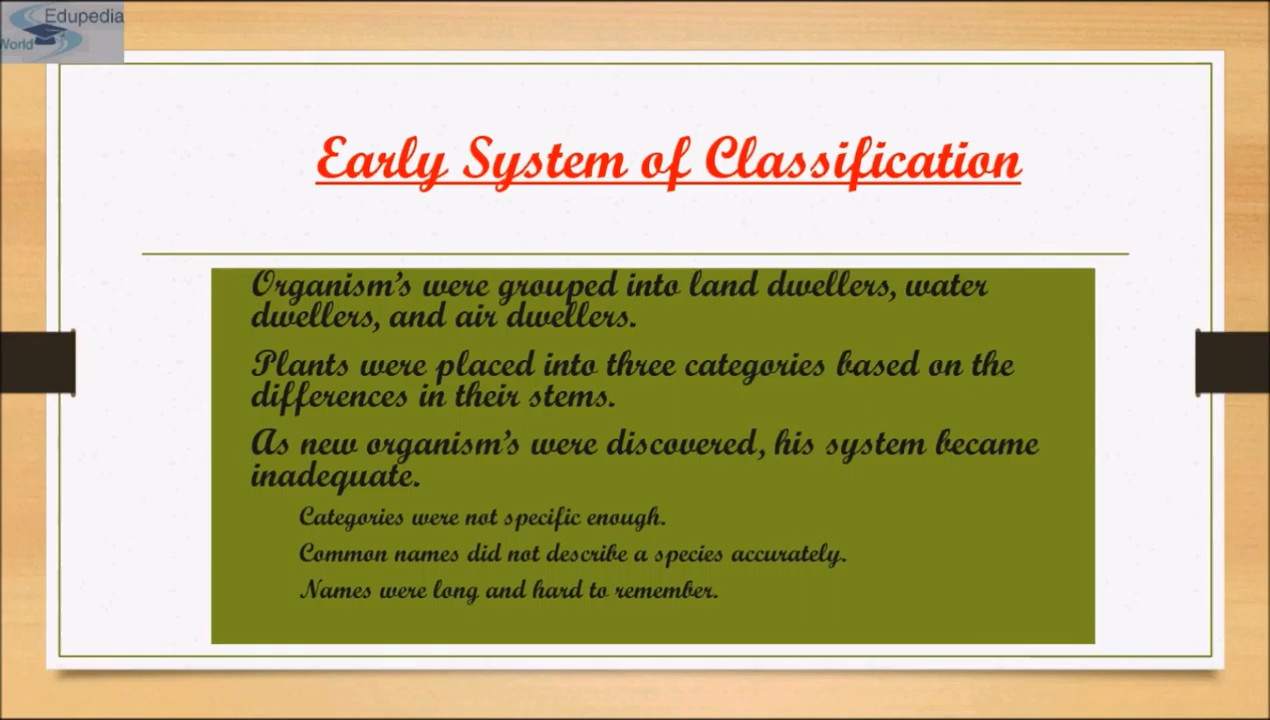 Edupedia
World
Early System of Classification
Organism's were grouped into land dwellers, water
dwellers, and air dwellers.
Plants were placed into three categories based on the
differences in their stems.
As new organism's were discovered, his system became
inadequate.
Categories were not specific enough.
Common names did not describe a species accurately.
Names were long and hard to remember.